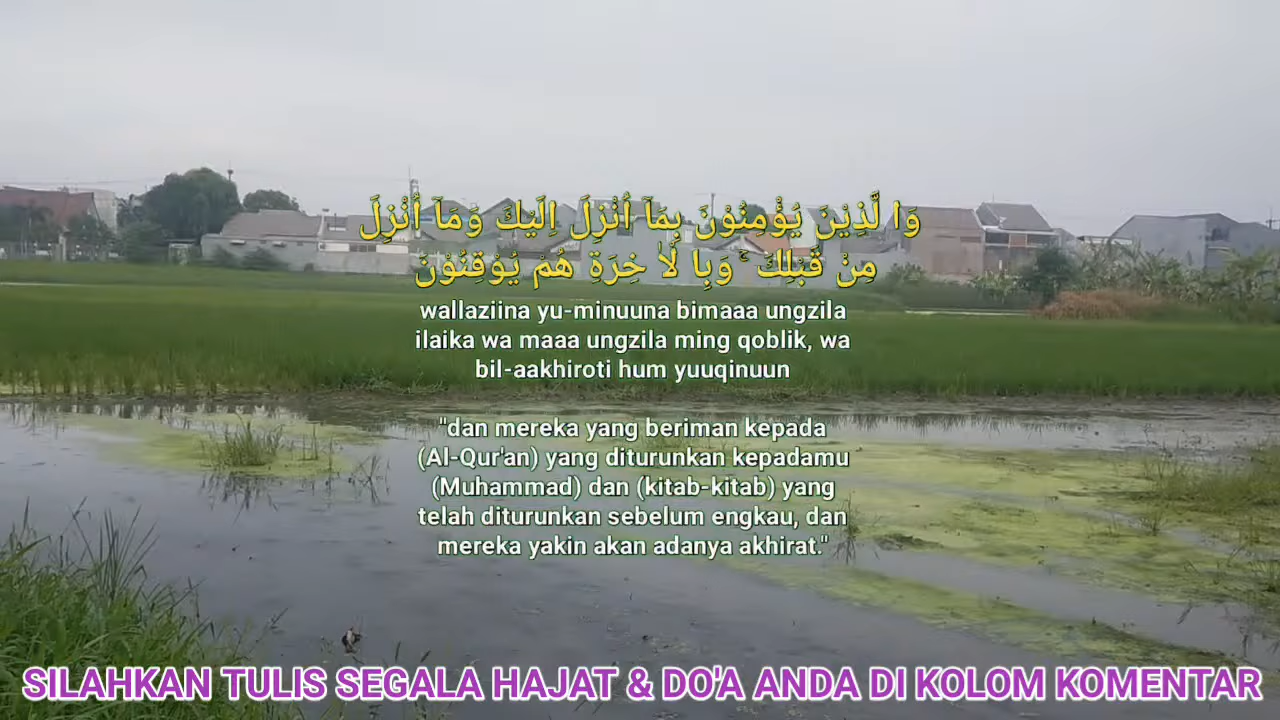 وَا لَّذِيْنَ يُؤْمِنُوْنَ بِمَاۤ اُنْزِلَ اِلَيْكَ وَمَاۤ اُنْزِلَ
مِنْ قَبْلِكَ ۚ وَبِا لْاٰ خِرَةِ هُمْ يُوْقِنُوْنَ
wallaziina yu-minuuna bimaaa ungzila
ilaika wa maaa ungzila ming qoblik, wa
bil-aakhiroti hum yuuqinuun
"dan mereka yang beriman kepada
(Al-Qur'an) yang diturunkan kepadamu
(Muhammad) dan (kitab-kitab) yang
telah diturunkan sebelum engkau, dan
mereka yakin akan adanya akhirat."
SILAHKAN TULIS SEGALA HAJAT & DO'A ANDA DI KOLOM KOMENTAR